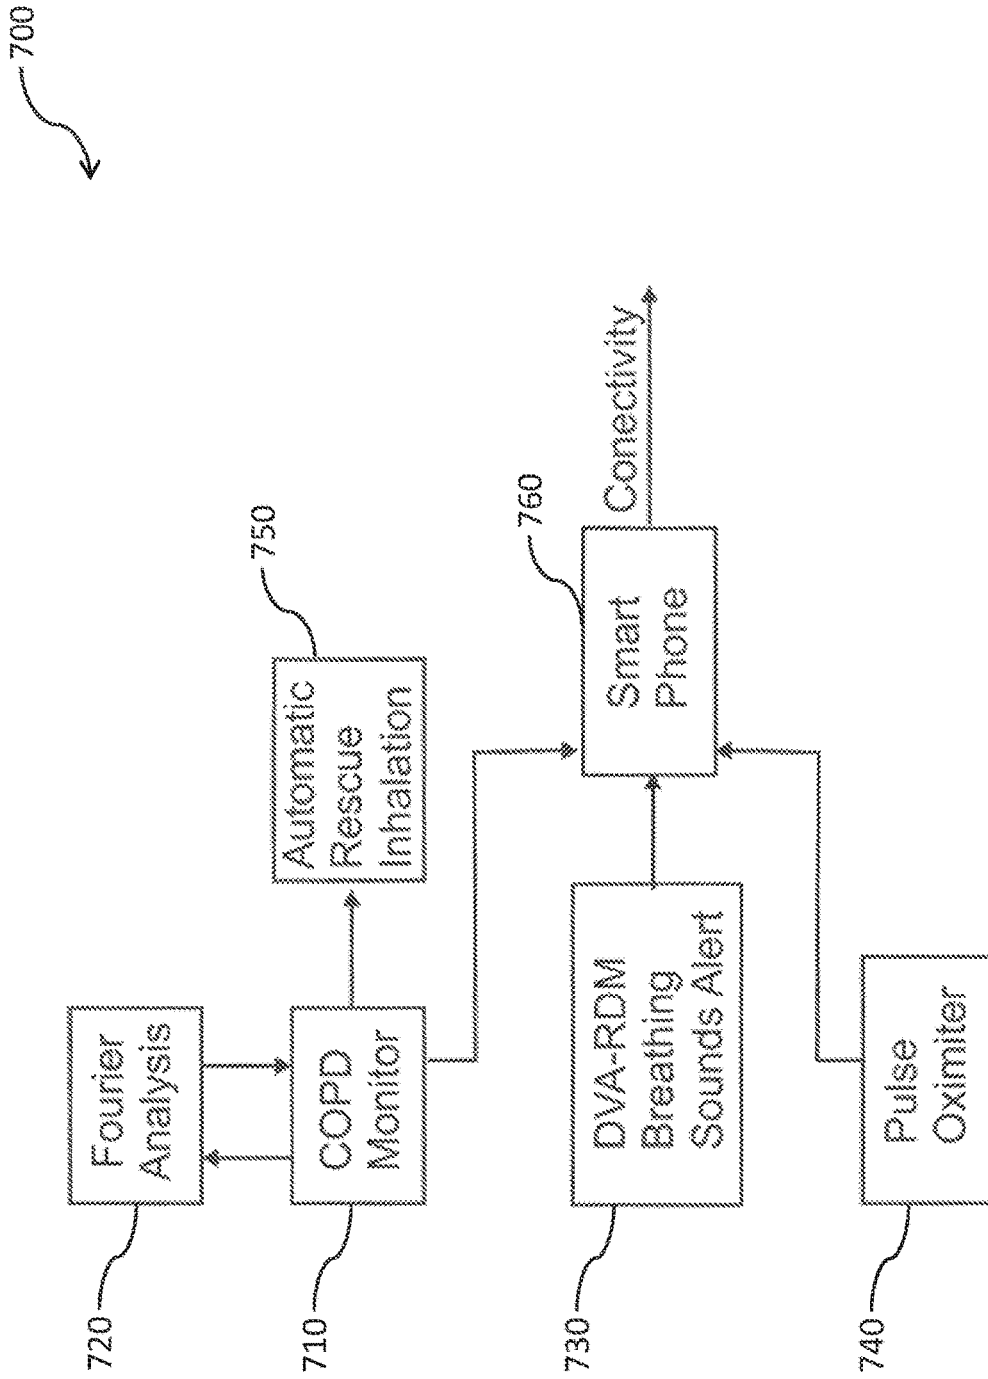 700
720
Fourier
Analysis
710
COPD
Monitor
750
Automatic
Rescue
Inhalation
730
DVA-RDM
Breathing
Sounds Alert
760
Smart
Phone
Conectivity
740
Pulse
Oximiter